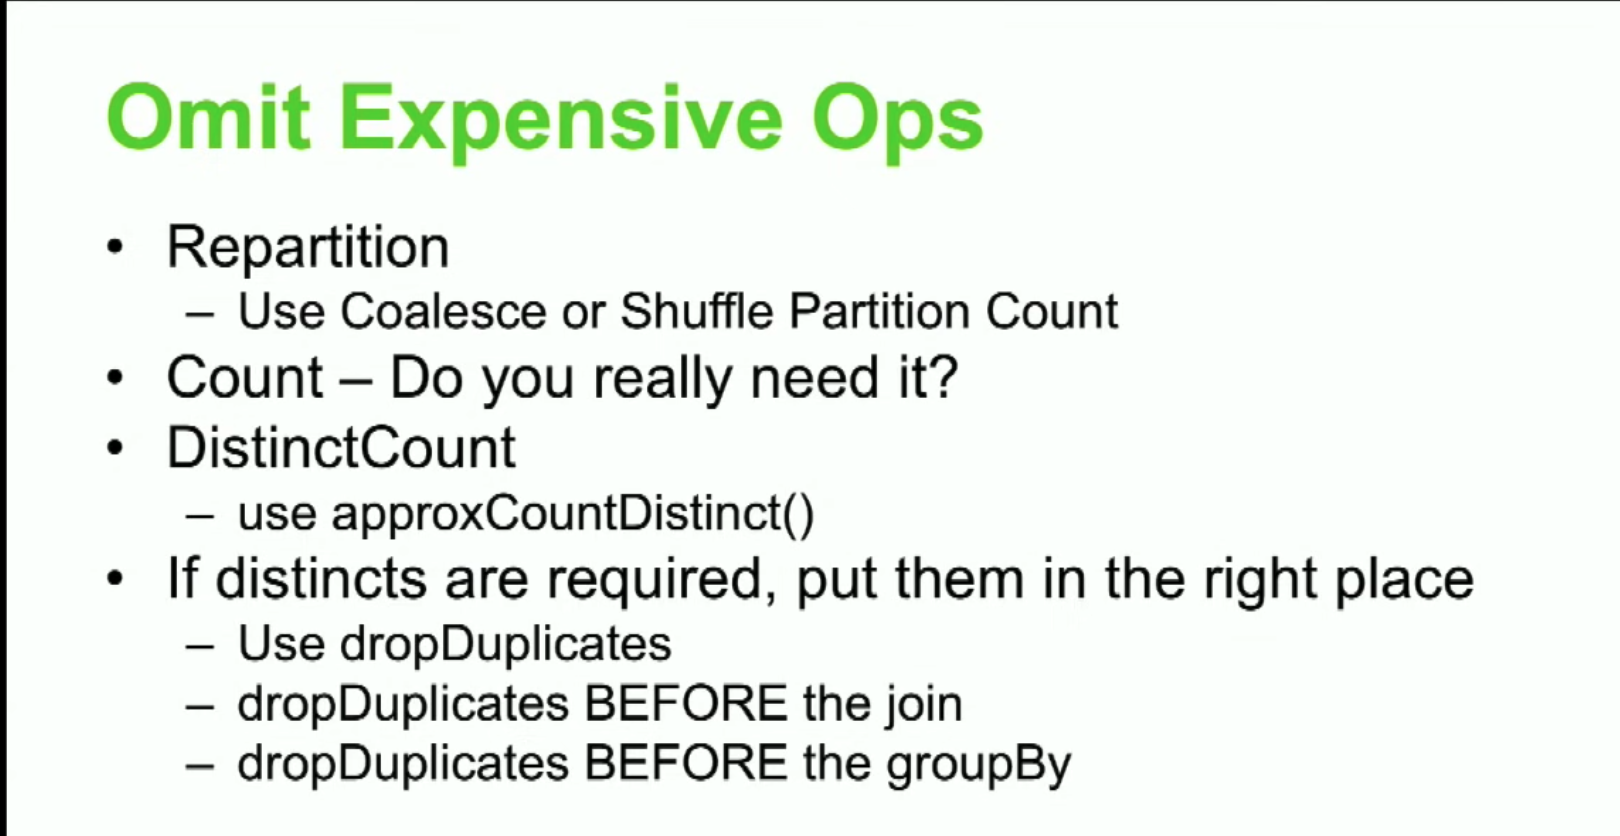 Omit Expensive Ops
• Repartition
– Use Coalesce or Shuffle Partition Count
• Count – Do you really need it?
• DistinctCount
– use approxCountDistinct()
• If distincts are required, put them in the right place
– Use dropDuplicates
– dropDuplicates BEFORE the join
– dropDuplicates BEFORE the groupBy